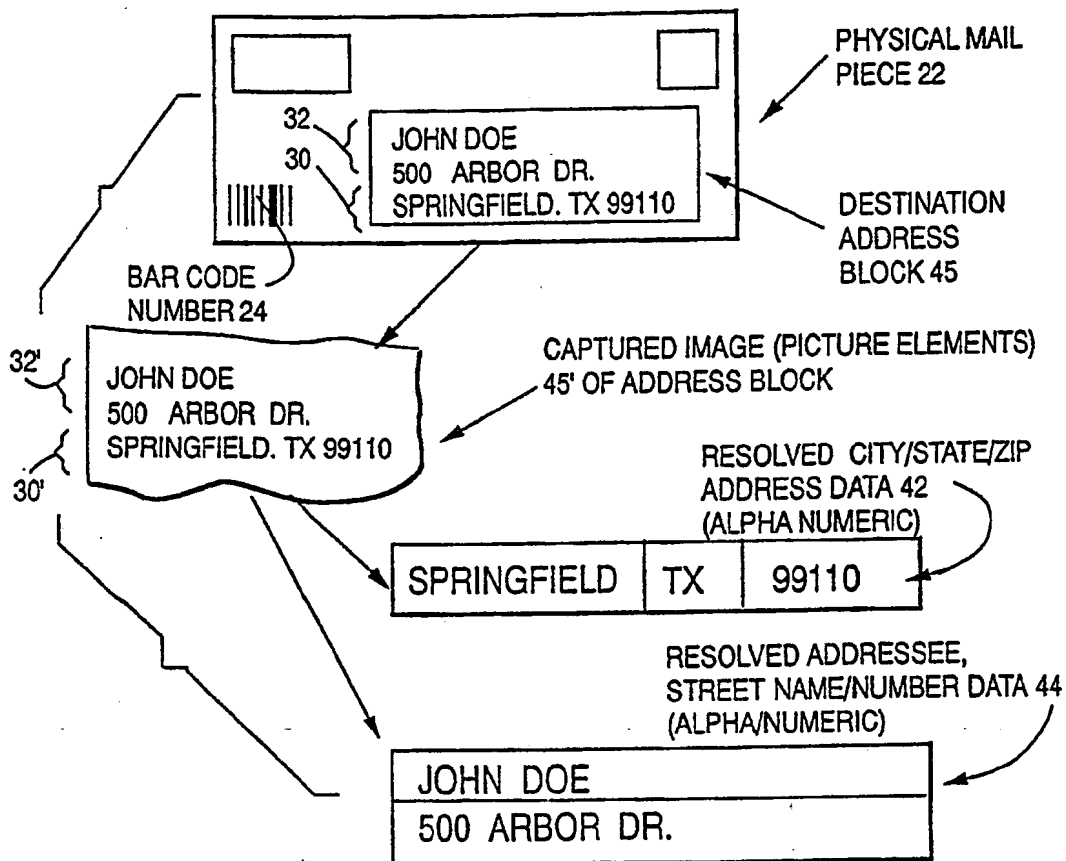 PHYSICAL MAIL
PIECE 22
32
30
JOHN DOE
500 ARBOR DR.
SPRINGFIELD. TX 99110
DESTINATION
ADDRESS
BLOCK 45
BAR CODE
NUMBER 24
32'
30'
JOHN DOE
500 ARBOR DR.
SPRINGFIELD. TX 99110
CAPTURED IMAGE (PICTURE ELEMENTS)
45' OF ADDRESS BLOCK
RESOLVED CITY/STATE/ZIP
ADDRESS DATA 42
(ALPHA NUMERIC)
SPRINGFIELD TX 99110
RESOLVED ADDRESSEE,
STREET NAME/NUMBER DATA 44
(ALPHA/NUMERIC)
JOHN DOE
500 ARBOR DR.